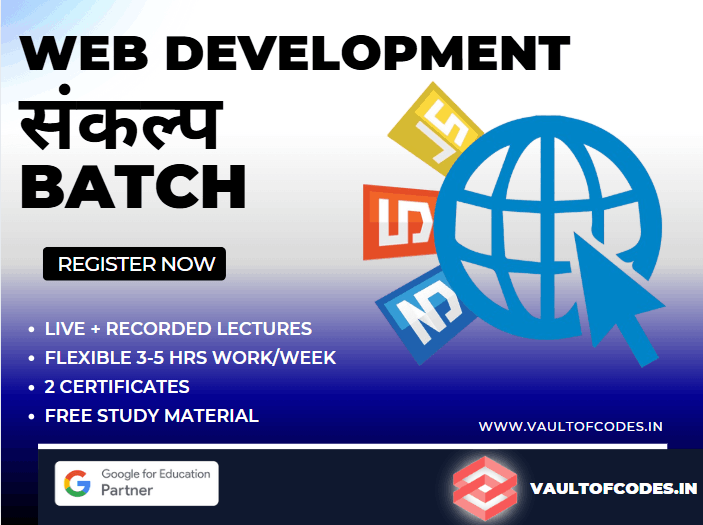 WEB DEVELOPMENT
संकल्प
BATCH
REGISTER NOW
• LIVE + RECORDED LECTURES
• FLEXIBLE 3-5 HRS WORK/WEEK
• 2 CERTIFICATES
• FREE STUDY MATERIAL
WWW.VAULTOFCODES.IN
Google for Education
Partner
VAULTOFCODES.IN